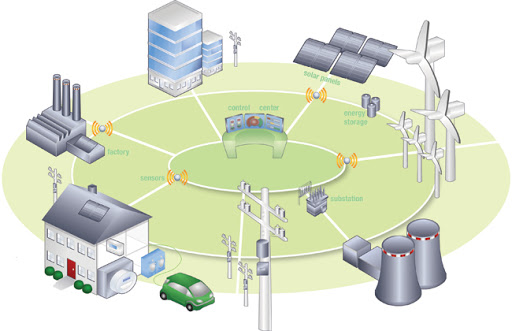 solar panels
control center
energy
storage
factory
sensors
substation